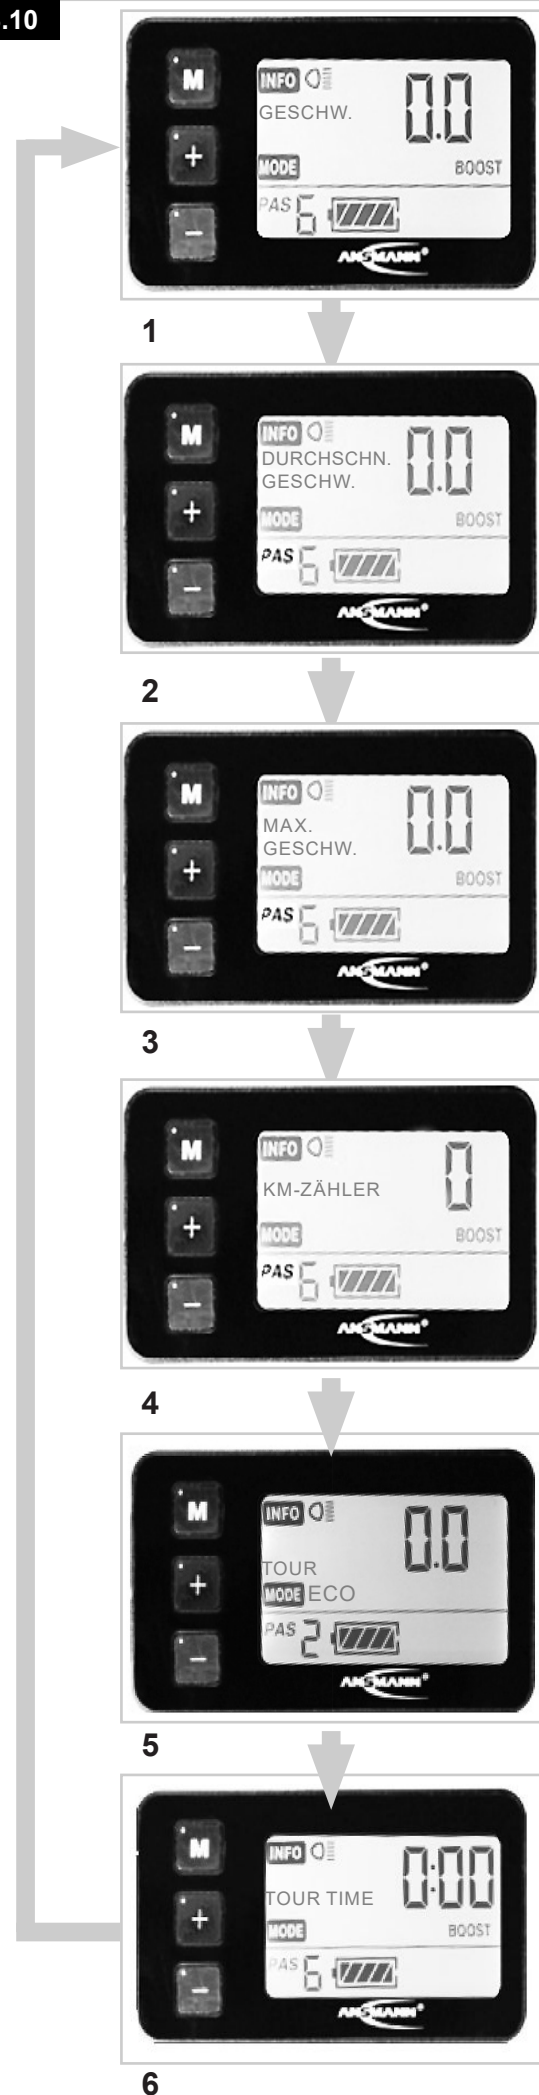 .10
M
INFO
0.0
GESCHW.
+
MODE
BOOST
PAS 6
-
ANSMANN®
1
M
INFO
0.0
DURCHSCHN.
GESCHW.
+
MODE
BOOST
PAS 6
-
ANSMANN®
2
M
INFO
0.0
MAX.
GESCHW.
+
MODE
BOOST
PAS 6
-
ANSMANN®
3
M
INFO
0
KM-ZÄHLER
+
MODE
BOOST
PAS 6
-
ANSMANN®
4
M
INFO
0.0
TOUR
+
MODE ECO
PAS 2
-
ANSMANN®
5
M
INFO
0:00
TOUR TIME
+
MODE
BOOST
PAS 6
-
ANSMANN®
6